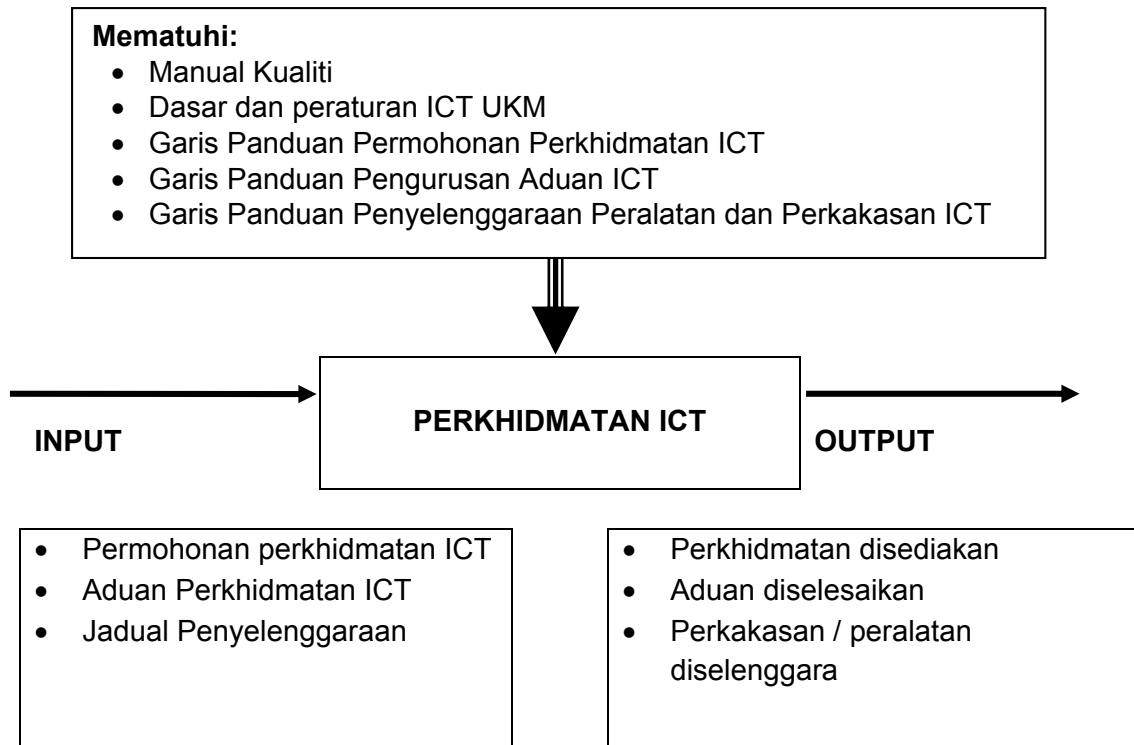 Mematuhi:
• Manual Kualiti
• Dasar dan peraturan ICT UKM
• Garis Panduan Permohonan Perkhidmatan ICT
• Garis Panduan Pengurusan Aduan ICT
• Garis Panduan Penyelenggaraan Peralatan dan Perkakasan ICT
PERKHIDMATAN ICT
INPUT
OUTPUT
• Permohonan perkhidmatan ICT
• Aduan Perkhidmatan ICT
• Jadual Penyelenggaraan
• Perkhidmatan disediakan
• Aduan diselesaikan
• Perkakasan / peralatan
diselenggara